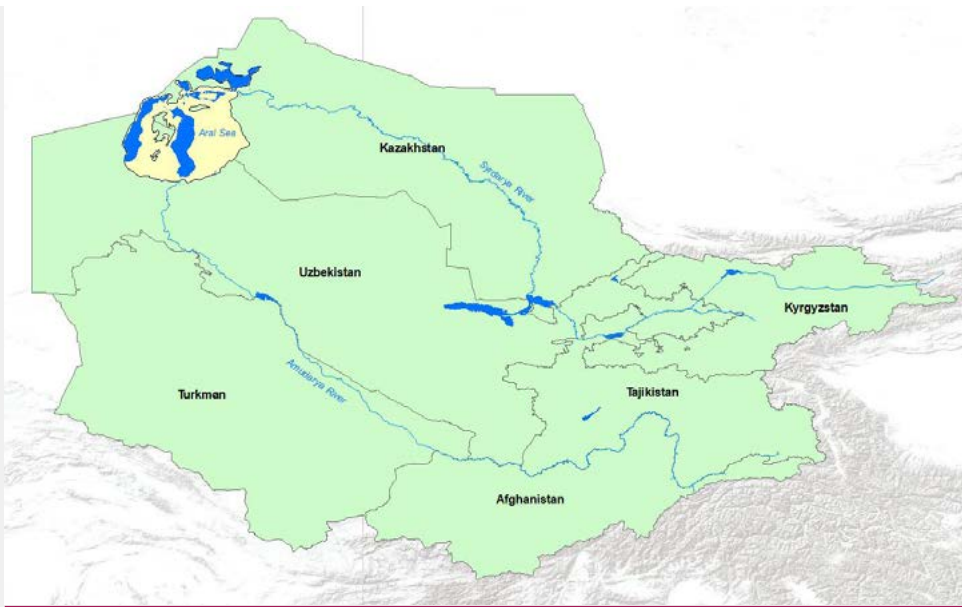 Aral Sea
Kazakhstan
Syrdarya River
Uzbekistan
Kyrgyzstan
Amudarya River
Turkmen
Tajikistan
Afghanistan